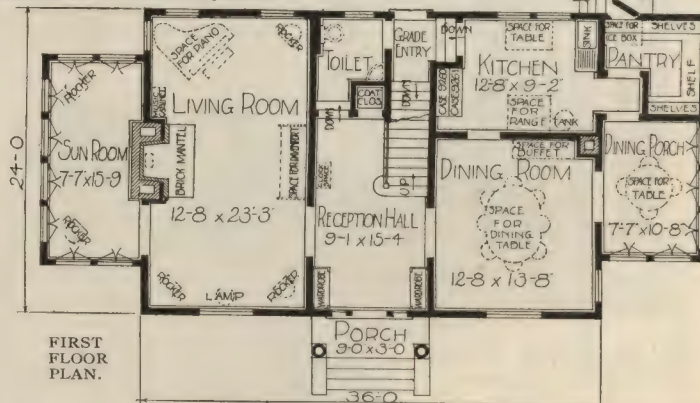 24-0
SPACE FOR PIANO
ROCKER
LIVING ROOM
12-8 x 23-3
BRICK MANTEL
ROCKER
LAMP
ROCKER
ROCKER
SUN ROOM
7-7 x 15-9
ROCKER
TOILET
COAT
CLOS.
DOWN
GRADE
ENTRY
DOWN
DOWN
UP
RECEPTION HALL
9-1 x 15-4
WARDROBE
WARDROBE
SPACE FOR
TABLE
SINK
KITCHEN
12-8 x 9-2
SPACE
FOR
RANGE
TANK
SPACE FOR
ICE BOX
SHELVES
PANTRY
SHELF
SHELVES
SPACE FOR
BUFFET
DINING ROOM
SPACE
FOR
DINING
TABLE
12-8 x 13-8
DINING PORCH
SPACE FOR
TABLE
7-7 x 10-8
PORCH
9-0 x 3-0
36-0
FIRST
FLOOR
PLAN.